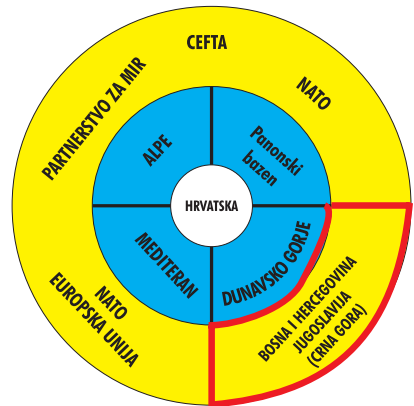 CEFTA
PARTNERSTVO ZA MIR
NATO
ALPE
Panonski
bazen
HRVATSKA
MEDITERAN
DUNAVSKO GORJE
NATO
EUROPSKA UNIJA
BOSNA I HERCEGOVINA
JUGOSLAVIJA
(CRNA GORA)